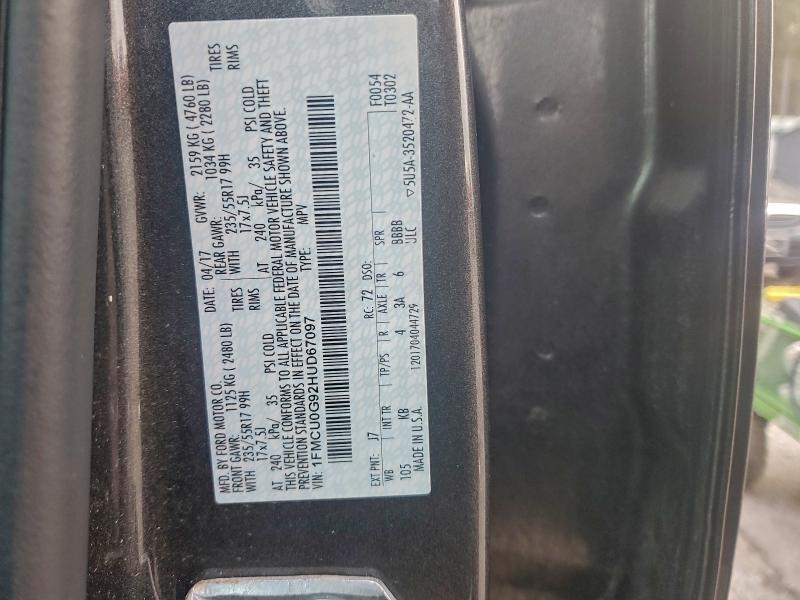 MFD. BY FORD MOTOR CO. DATE: 04/17 GVWR: 2159 KG ( 4760 LB)
FRONT GAWR: 1125 KG ( 2480 LB) REAR GAWR: 1034 KG ( 2280 LB)
WITH 235/55R17 99H TIRES WITH 235/55R17 99H TIRES
17x7.5J RIMS 17x7.5J RIMS
AT 240 kPa/ 35 PSI COLD AT 240 kPa/ 35 PSI COLD
THIS VEHICLE CONFORMS TO ALL APPLICABLE FEDERAL MOTOR VEHICLE SAFETY AND THEFT
PREVENTION STANDARDS IN EFFECT ON THE DATE OF MANUFACTURE SHOWN ABOVE.
VIN: 1FMCU0G92HUD67097 TYPE: MPV
F0054
T0302
EXT PNT: J7 RC: 72 DSO:
WB INT TR TP/PS R AXLE TR SPR
105 KB 4 3A 6 BBBB
ULC
MADE IN U.S.A. 1201704044729 ▽5U5A-3520472-AA